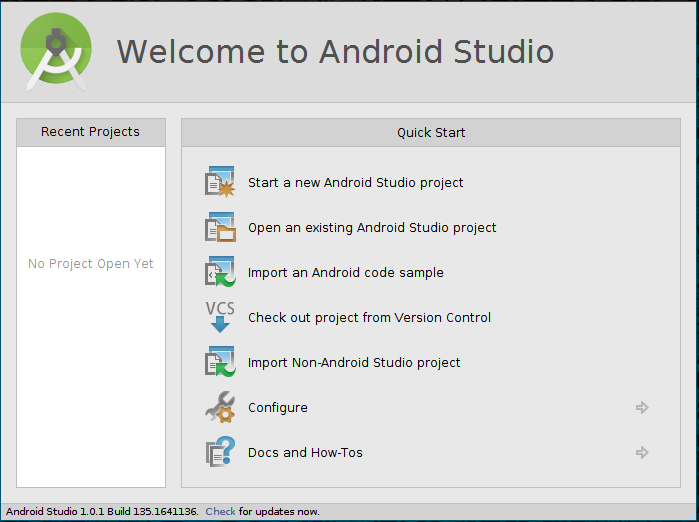 Welcome to Android Studio
Recent Projects
No Project Open Yet
Quick Start
Start a new Android Studio project
Open an existing Android Studio project
Import an Android code sample
VCS
Check out project from Version Control
Import Non-Android Studio project
Configure
Docs and How-Tos
Android Studio 1.0.1 Build 135.1641136. Check for updates now.